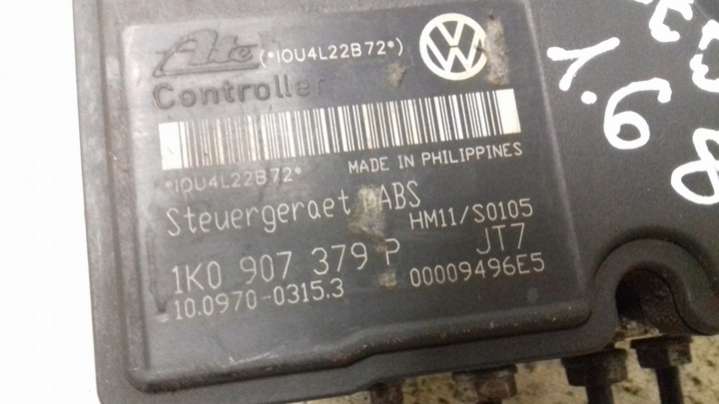 Ate (*IOU4L22B72*)
Controller
MADE IN PHILIPPINES
*IOU4L22B72*
Steuergeraet ABS
HM11/S0105
1K0 907 379 P JT7
10.0970-0315.3 00009496E5
1.6 8